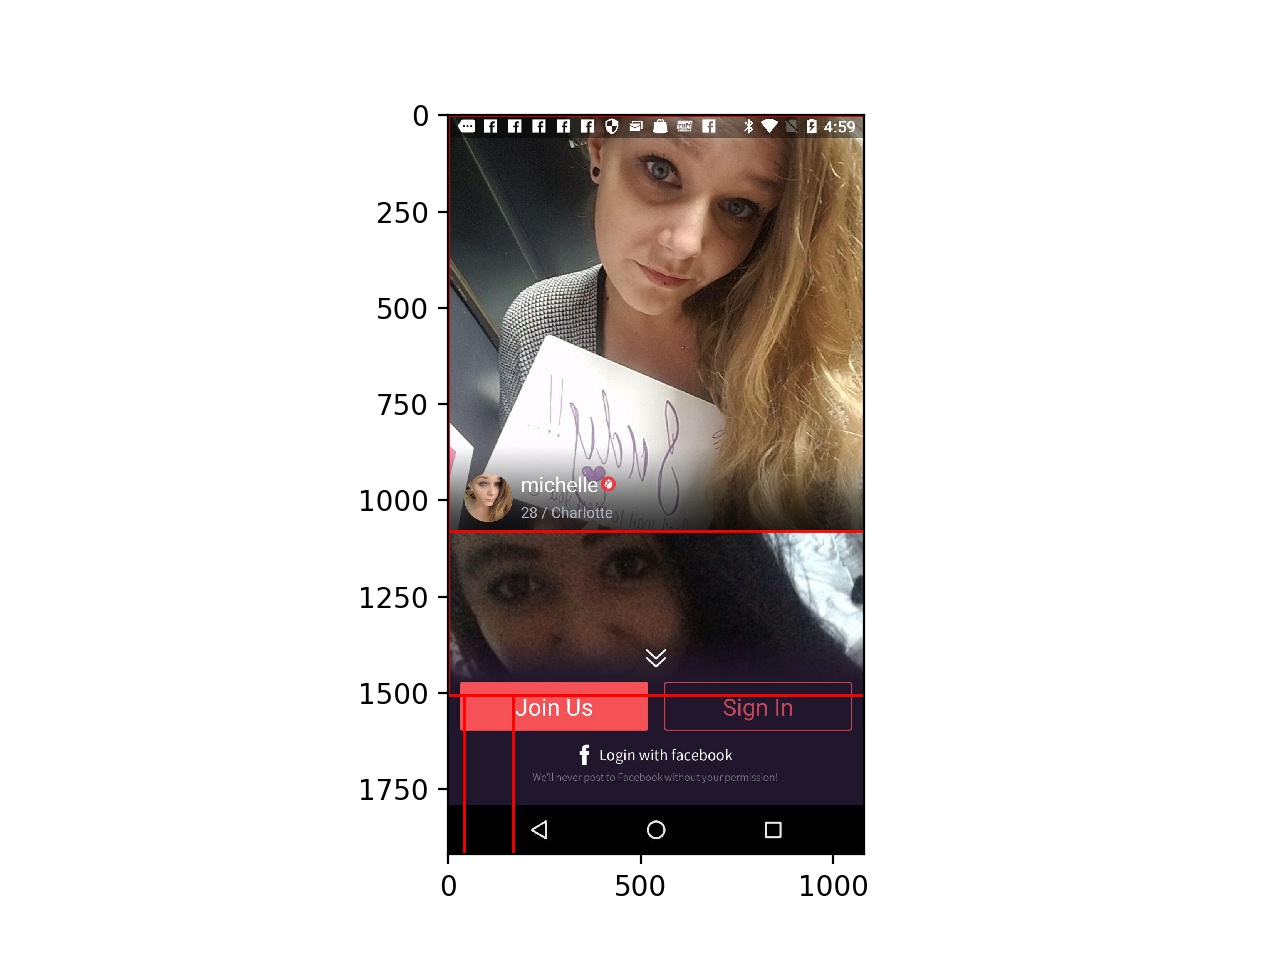 0
250
500
750
1000
1250
1500
1750
4:59
michelle
28 / Charlotte
Join Us
Sign In
f Login with facebook
We'll never post to Facebook without your permission!
0
500
1000